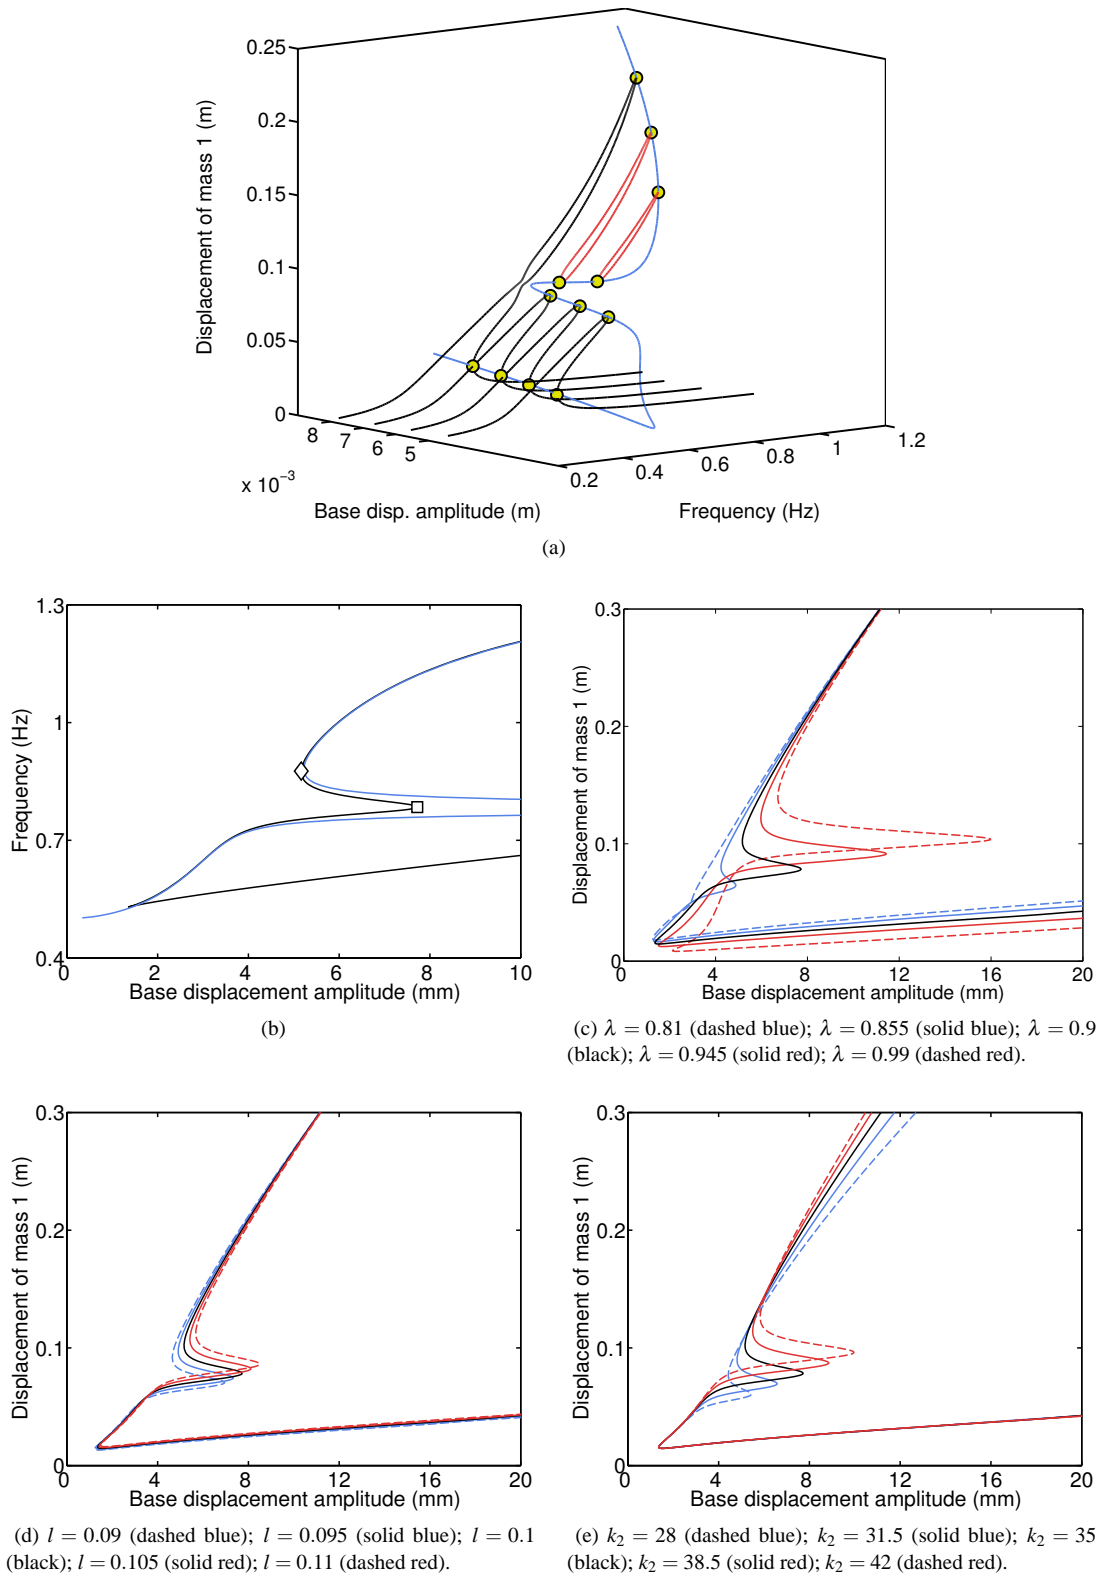 0.25
0.2
0.15
0.1
0.05
0
Displacement of mass 1 (m)
8
7
6
5
x 10−3
Base disp. amplitude (m)
0.2
0.4
0.6
0.8
1
1.2
Frequency (Hz)
(a)
1.3
1
0.7
0.4
Frequency (Hz)
0
2
4
6
8
10
Base displacement amplitude (mm)
(b)
0.3
0.2
0.1
0
Displacement of mass 1 (m)
0
4
8
12
16
20
Base displacement amplitude (mm)
(c) λ = 0.81 (dashed blue); λ = 0.855 (solid blue); λ = 0.9
(black); λ = 0.945 (solid red); λ = 0.99 (dashed red).
0.3
0.2
0.1
0
Displacement of mass 1 (m)
0
4
8
12
16
20
Base displacement amplitude (mm)
(d) l = 0.09 (dashed blue); l = 0.095 (solid blue); l = 0.1
(black); l = 0.105 (solid red); l = 0.11 (dashed red).
0.3
0.2
0.1
0
Displacement of mass 1 (m)
0
4
8
12
16
20
Base displacement amplitude (mm)
(e) k2 = 28 (dashed blue); k2 = 31.5 (solid blue); k2 = 35
(black); k2 = 38.5 (solid red); k2 = 42 (dashed red).